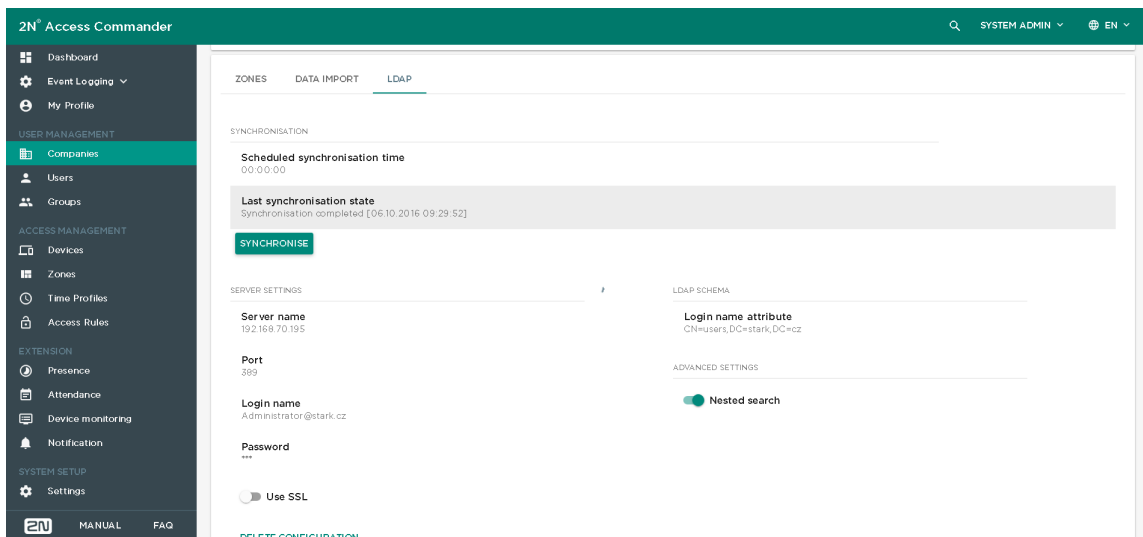 2N® Access Commander
SYSTEM ADMIN
EN
Dashboard
Event Logging
My Profile
USER MANAGEMENT
Companies
Users
Groups
ACCESS MANAGEMENT
Devices
Zones
Time Profiles
Access Rules
EXTENSION
Presence
Attendance
Device monitoring
Notification
SYSTEM SETUP
Settings
2N MANUAL FAQ
ZONES DATA IMPORT LDAP
SYNCHRONISATION
Scheduled synchronisation time
00:00:00
Last synchronisation state
Synchronisation completed [06.10.2016 09:29:52]
SYNCHRONISE
SERVER SETTINGS
Server name
192.168.70.195
Port
389
Login name
Administrator@stark.cz
Password
***
Use SSL
DELETE CONFIGURATION
LDAP SCHEMA
Login name attribute
CN=users,DC=stark,DC=cz
ADVANCED SETTINGS
Nested search